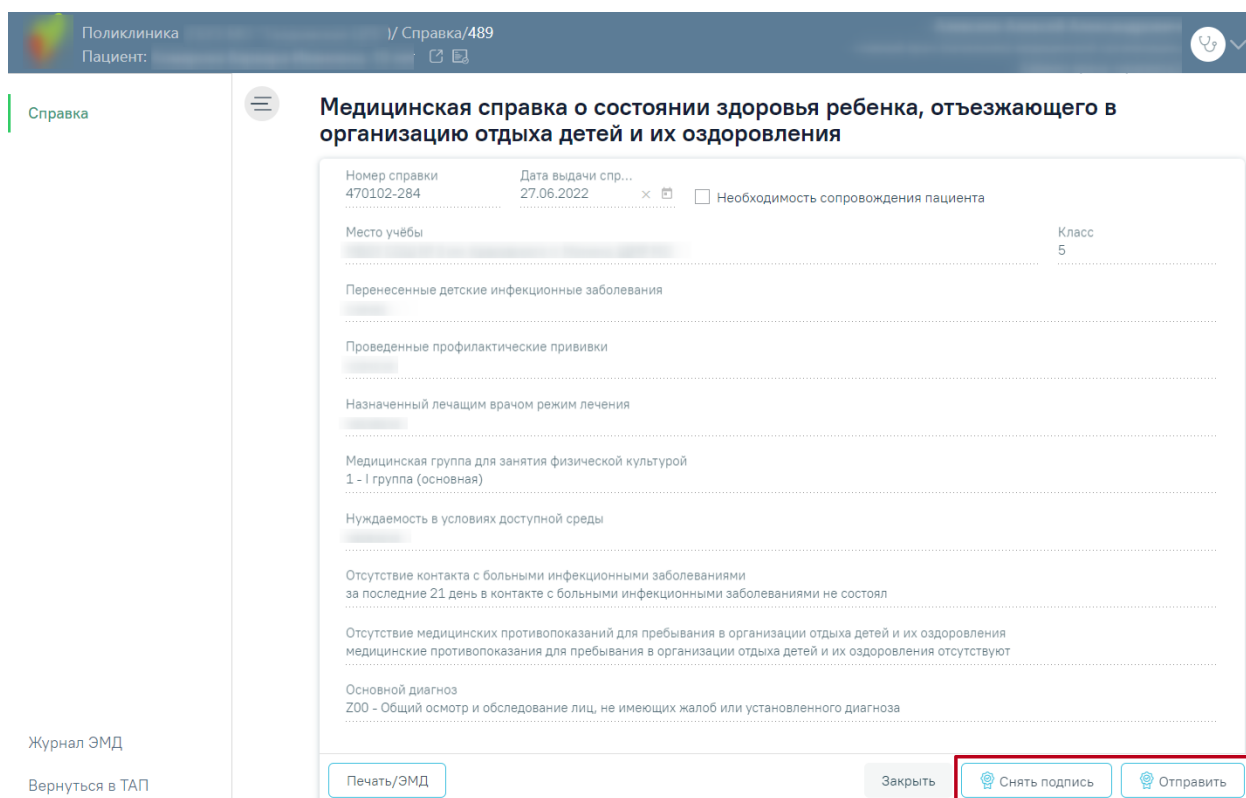 Поликлиника )/ Справка/489
Пациент:
Справка
Медицинская справка о состоянии здоровья ребенка, отъезжающего в
организацию отдыха детей и их оздоровления
Номер справки Дата выдачи спр...
470102-284 27.06.2022 Необходимость сопровождения пациента
Место учёбы Класс
5
Перенесенные детские инфекционные заболевания
Проведенные профилактические прививки
Назначенный лечащим врачом режим лечения
Медицинская группа для занятия физической культурой
1 - I группа (основная)
Нуждаемость в условиях доступной среды
Отсутствие контакта с больными инфекционными заболеваниями
за последние 21 день в контакте с больными инфекционными заболеваниями не состоял
Отсутствие медицинских противопоказаний для пребывания в организации отдыха детей и их оздоровления
медицинские противопоказания для пребывания в организации отдыха детей и их оздоровления отсутствуют
Основной диагноз
Z00 - Общий осмотр и обследование лиц, не имеющих жалоб или установленного диагноза
Журнал ЭМД
Вернуться в ТАП
Печать/ЭМД Закрыть Снять подпись Отправить